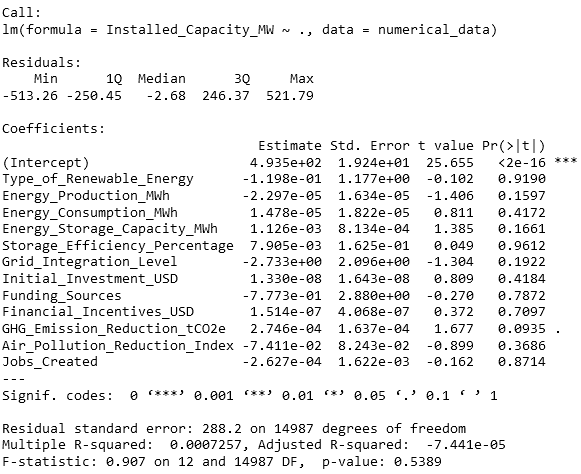 Call:
lm(formula = Installed_Capacity_MW ~ ., data = numerical_data)
Residuals:
    Min      1Q  Median      3Q     Max
-513.26 -250.45   -2.68  246.37  521.79
Coefficients:
                                Estimate Std. Error t value Pr(>|t|)
(Intercept)                    4.935e+02  1.924e+01  25.655   <2e-16 ***
Type_of_Renewable_Energy      -1.198e-01  1.177e+00  -0.102   0.9190
Energy_Production_MWh         -2.297e-05  1.634e-05  -1.406   0.1597
Energy_Consumption_MWh         1.478e-05  1.822e-05   0.811   0.4172
Energy_Storage_Capacity_MWh    1.126e-03  8.134e-04   1.385   0.1661
Storage_Efficiency_Percentage  7.905e-03  1.625e-01   0.049   0.9612
Grid_Integration_Level        -2.733e+00  2.096e+00  -1.304   0.1922
Initial_Investment_USD         1.330e-08  1.643e-08   0.809   0.4184
Funding_Sources               -7.773e-01  2.880e+00  -0.270   0.7872
Financial_Incentives_USD       1.514e-07  4.068e-07   0.372   0.7097
GHG_Emission_Reduction_tCO2e   2.746e-04  1.637e-04   1.677   0.0935 .
Air_Pollution_Reduction_Index -7.411e-02  8.243e-02  -0.899   0.3686
Jobs_Created                  -2.627e-04  1.622e-03  -0.162   0.8714
---
Signif. codes:  0 ‘***’ 0.001 ‘**’ 0.01 ‘*’ 0.05 ‘.’ 0.1 ‘ ’ 1
Residual standard error: 288.2 on 14987 degrees of freedom
Multiple R-squared:  0.0007257, Adjusted R-squared:  -7.441e-05
F-statistic: 0.907 on 12 and 14987 DF,  p-value: 0.5389